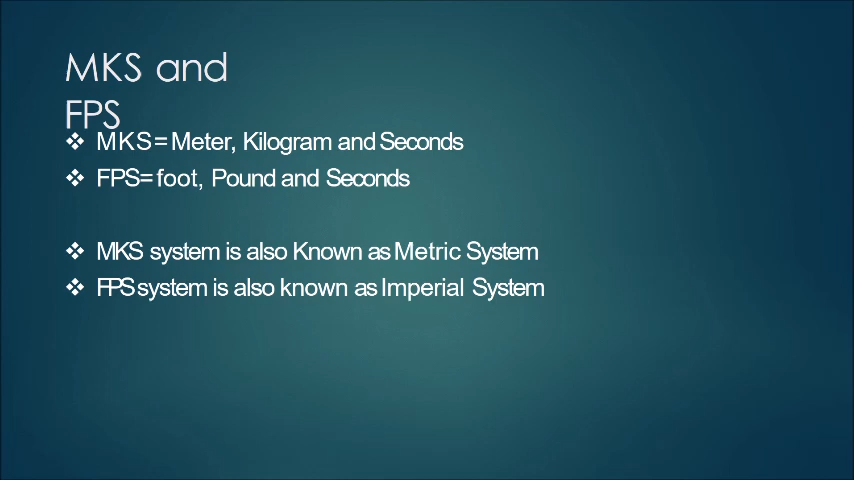 MKS and
FPS
❖ MKS=Meter, Kilogram and Seconds
❖ FPS=foot, Pound and Seconds
❖ MKS system is also Known as Metric System
❖ FPS system is also known as Imperial System